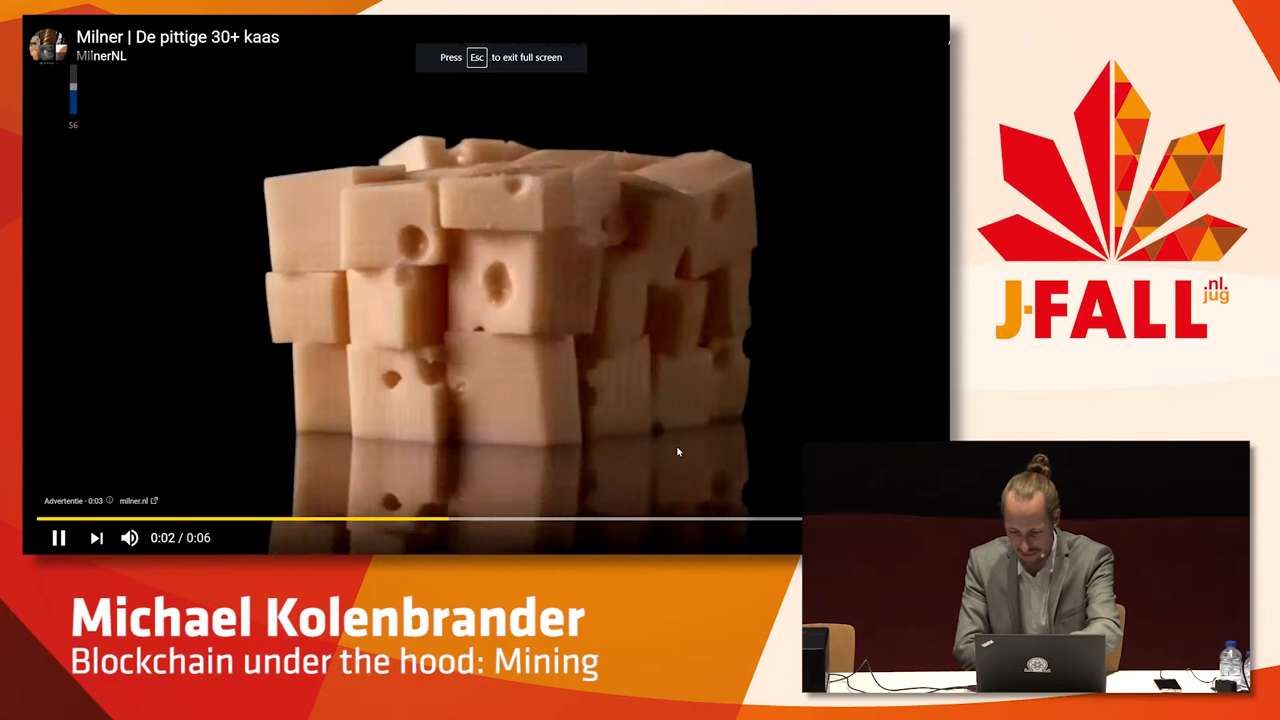 Milner | De pittige 30+ kaas
MilnerNL
Press Esc to exit full screen
56
Advertentie · 0:03
milner.nl
0:02 / 0:06
J·FALL
.nl.
jug
Michael Kolenbrander
Blockchain under the hood: Mining